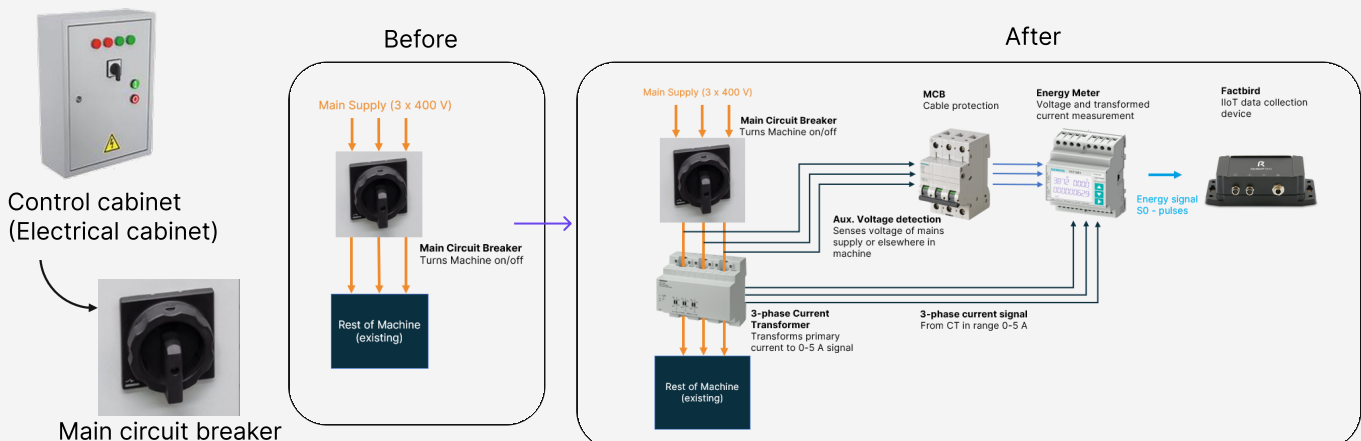 Before
After
Control cabinet
(Electrical cabinet)
Main circuit breaker
Main Supply (3 x 400 V)
Main Circuit Breaker
Turns Machine on/off
Rest of Machine
(existing)
Main Supply (3 x 400 V)
Main Circuit Breaker
Turns Machine on/off
MCB
Cable protection
Energy Meter
Voltage and transformed
current measurement
Factbird
IIoT data collection
device
Energy signal
S0 - pulses
Aux. Voltage detection
Senses voltage of mains
supply or elsewhere in
machine
3-phase Current
Transformer
Transforms primary
current to 0-5 A signal
3-phase current signal
From CT in range 0-5 A
Rest of Machine
(existing)